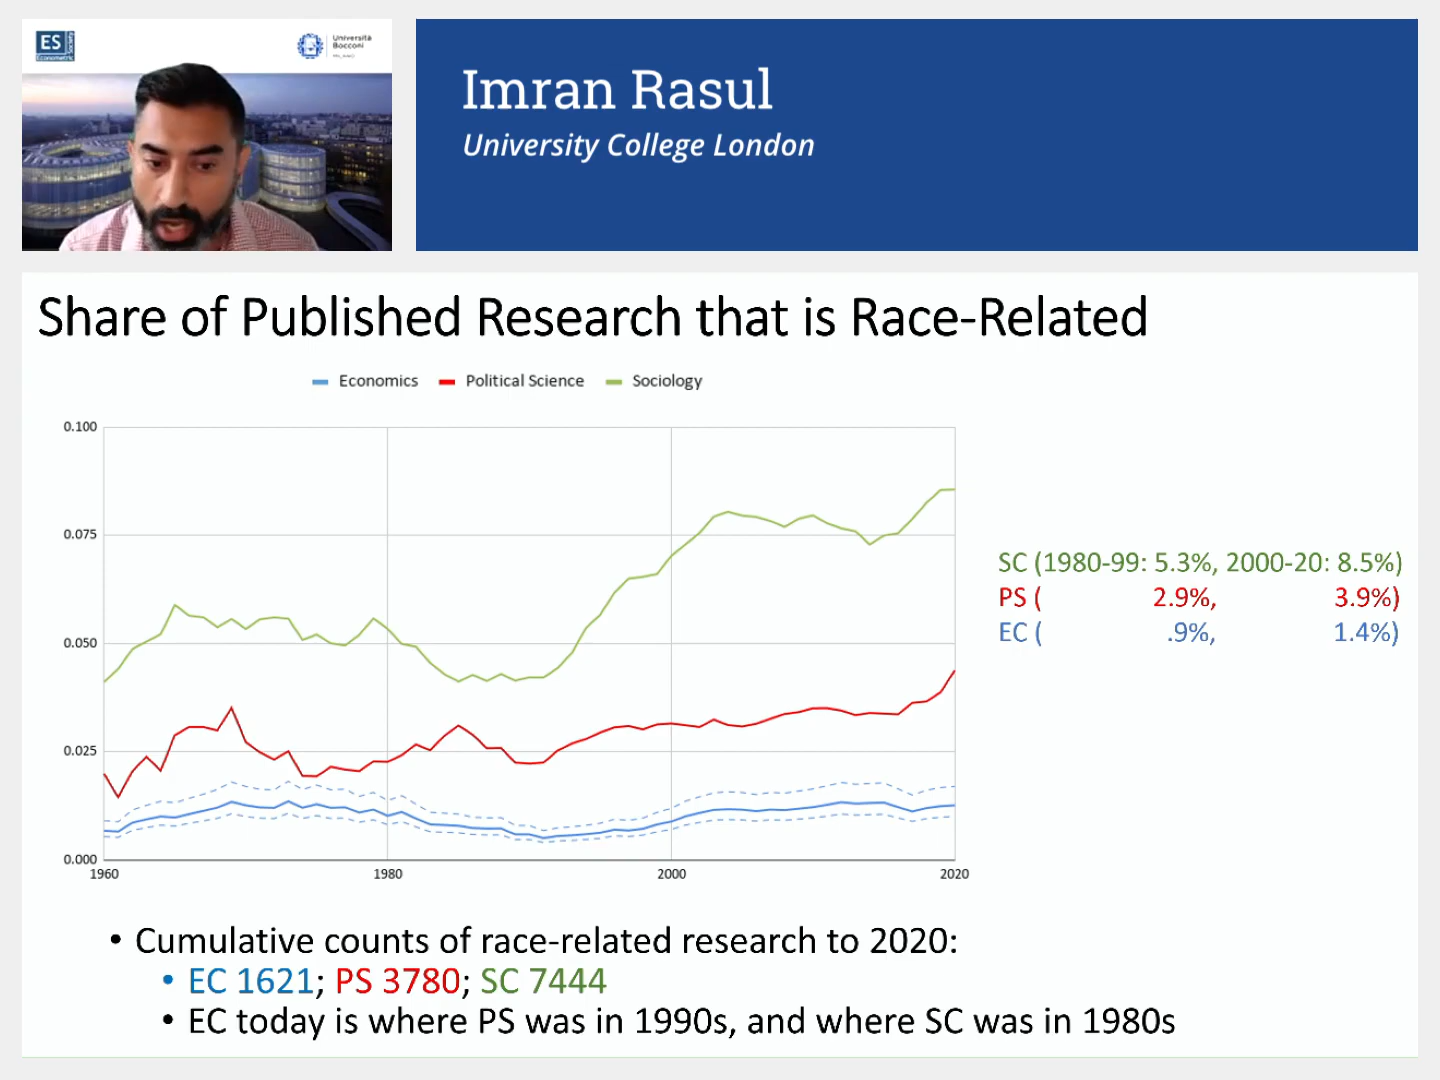 ES
Econometric
Society
Università
Bocconi
Imran Rasul
University College London
Share of Published Research that is Race-Related
Economics Political Science Sociology
0.100
0.075
0.050
0.025
0.000
1960 1980 2000 2020
SC (1980-99: 5.3%, 2000-20: 8.5%)
PS ( 2.9%, 3.9%)
EC ( .9%, 1.4%)
• Cumulative counts of race-related research to 2020:
• EC 1621; PS 3780; SC 7444
• EC today is where PS was in 1990s, and where SC was in 1980s